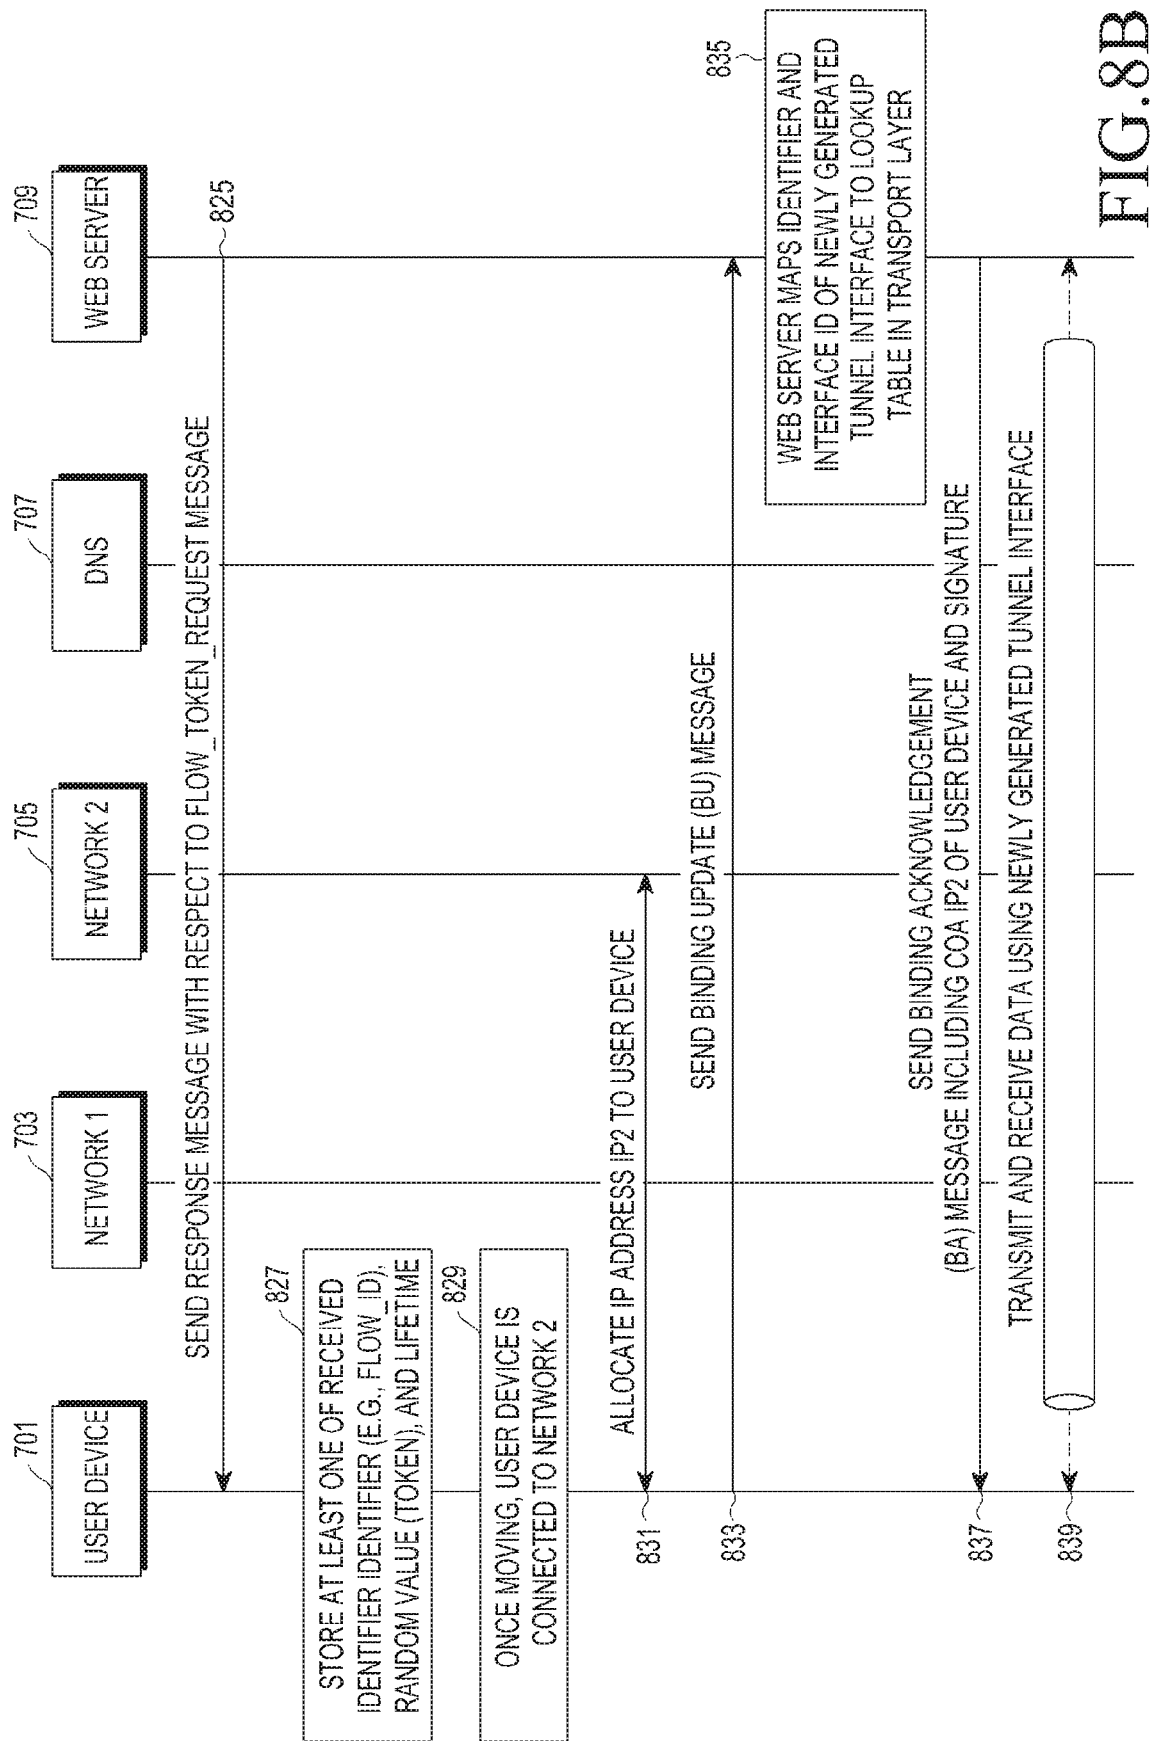 701
USER DEVICE
703
NETWORK 1
705
NETWORK 2
707
DNS
709
WEB SERVER
SEND RESPONSE MESSAGE WITH RESPECT TO FLOW_TOKEN_REQUEST MESSAGE
825
827
STORE AT LEAST ONE OF RECEIVED
IDENTIFIER IDENTIFIER (E.G., FLOW_ID),
RANDOM VALUE (TOKEN), AND LIFETIME
829
ONCE MOVING, USER DEVICE IS
CONNECTED TO NETWORK 2
ALLOCATE IP ADDRESS IP2 TO USER DEVICE
831
SEND BINDING UPDATE (BU) MESSAGE
833
835
WEB SERVER MAPS IDENTIFIER AND
INTERFACE ID OF NEWLY GENERATED
TUNNEL INTERFACE TO LOOKUP
TABLE IN TRANSPORT LAYER
SEND BINDING ACKNOWLEDGEMENT
(BA) MESSAGE INCLUDING COA IP2 OF USER DEVICE AND SIGNATURE
837
TRANSMIT AND RECEIVE DATA USING NEWLY GENERATED TUNNEL INTERFACE
839
FIG.8B